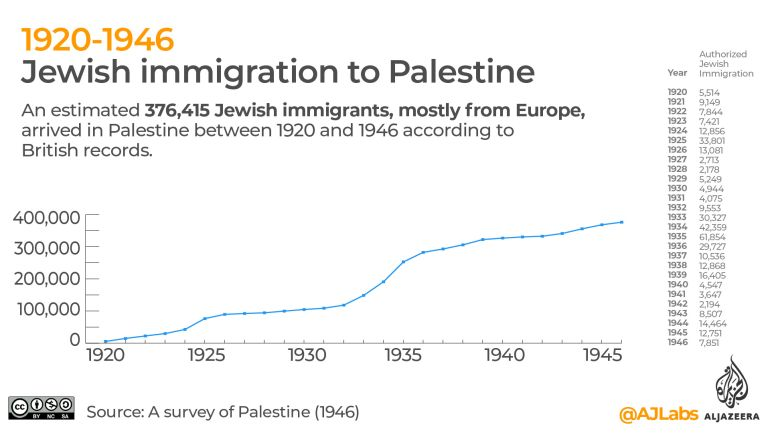 1920-1946
Jewish immigration to Palestine
An estimated 376,415 Jewish immigrants, mostly from Europe,
arrived in Palestine between 1920 and 1946 according to
British records.
400,000
300,000
200,000
100,000
0
1920 1925 1930 1935 1940 1945
Authorized
Jewish
Year Immigration
1920 5,514
1921 9,149
1922 7,844
1923 7,421
1924 12,856
1925 33,801
1926 13,081
1927 2,713
1928 2,178
1929 5,249
1930 4,944
1931 4,075
1932 9,553
1933 30,327
1934 42,359
1935 61,854
1936 29,727
1937 10,536
1938 12,868
1939 16,405
1940 4,547
1941 3,647
1942 2,194
1943 8,507
1944 14,464
1945 12,751
1946 7,851
cc
BY NC SA
Source: A survey of Palestine (1946)
@AJLabs
ALJAZEERA